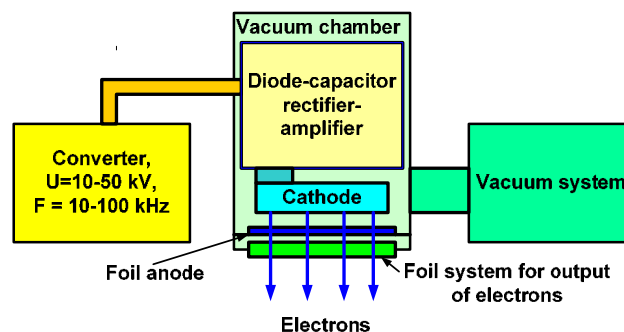 Vacuum chamber
Diode-capacitor
rectifier-
amplifier
Converter,
U=10-50 kV,
F = 10-100 kHz
Cathode
Vacuum system
Foil anode
Foil system for output
of electrons
Electrons